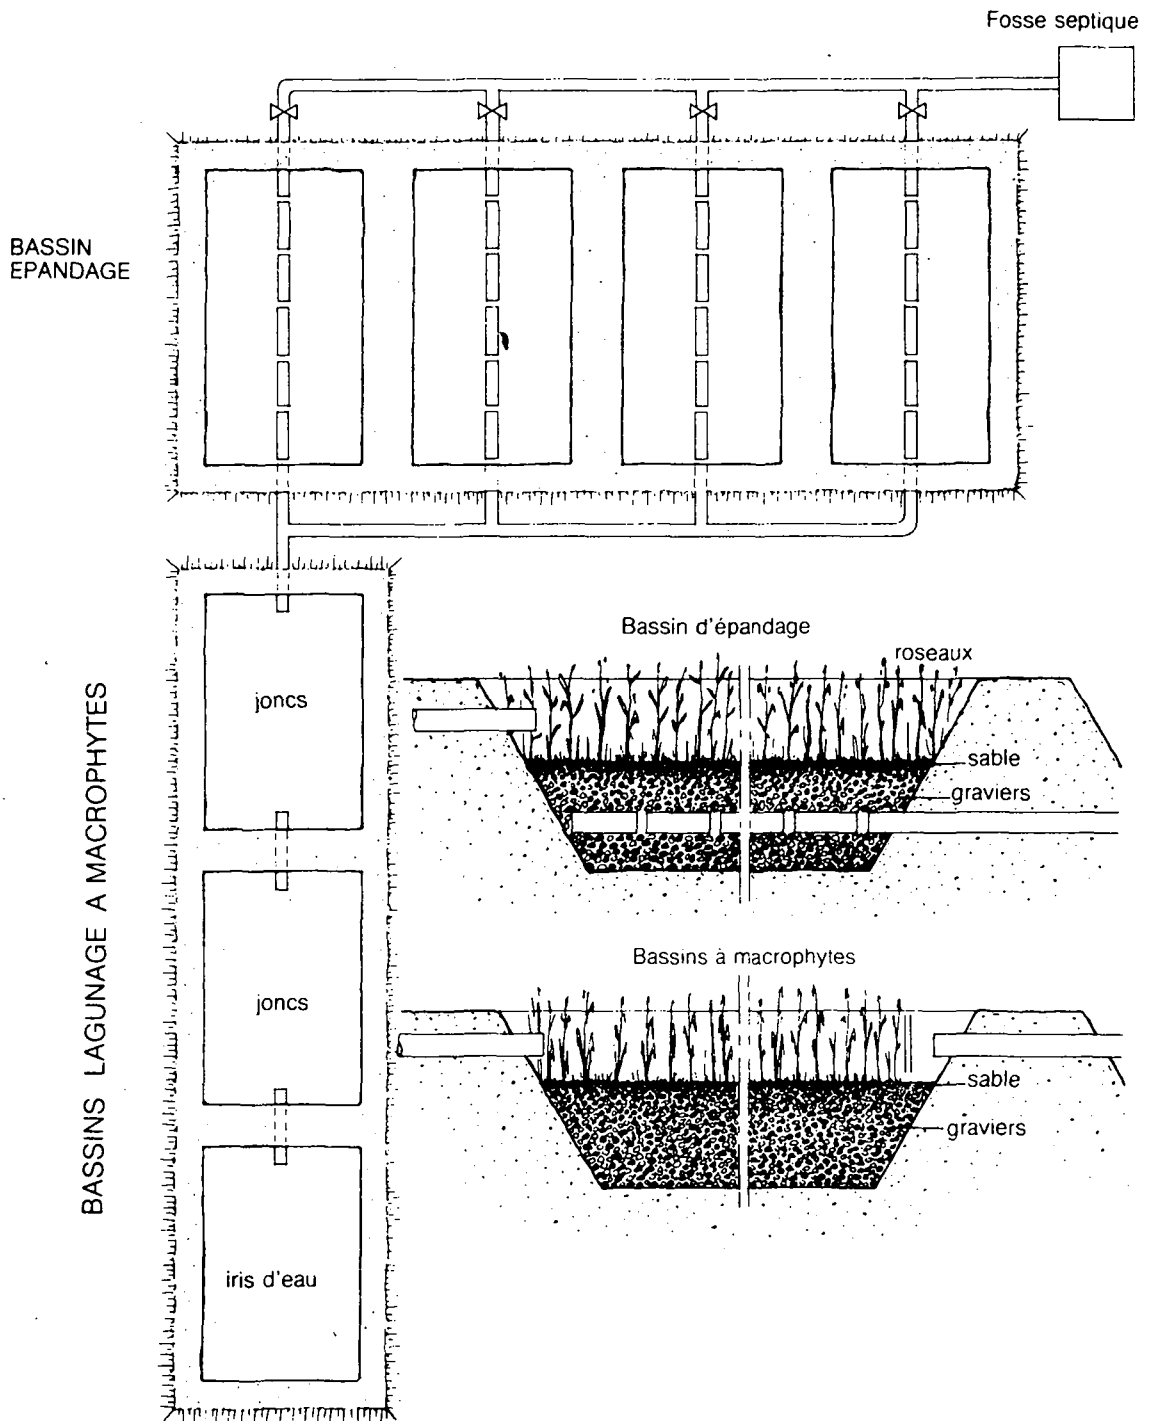 Fosse septique
BASSIN
EPANDAGE
BASSINS LAGUNAGE A MACROPHYTES
joncs
joncs
iris d'eau
Bassin d'épandage
roseaux
sable
graviers
Bassins à macrophytes
sable
graviers